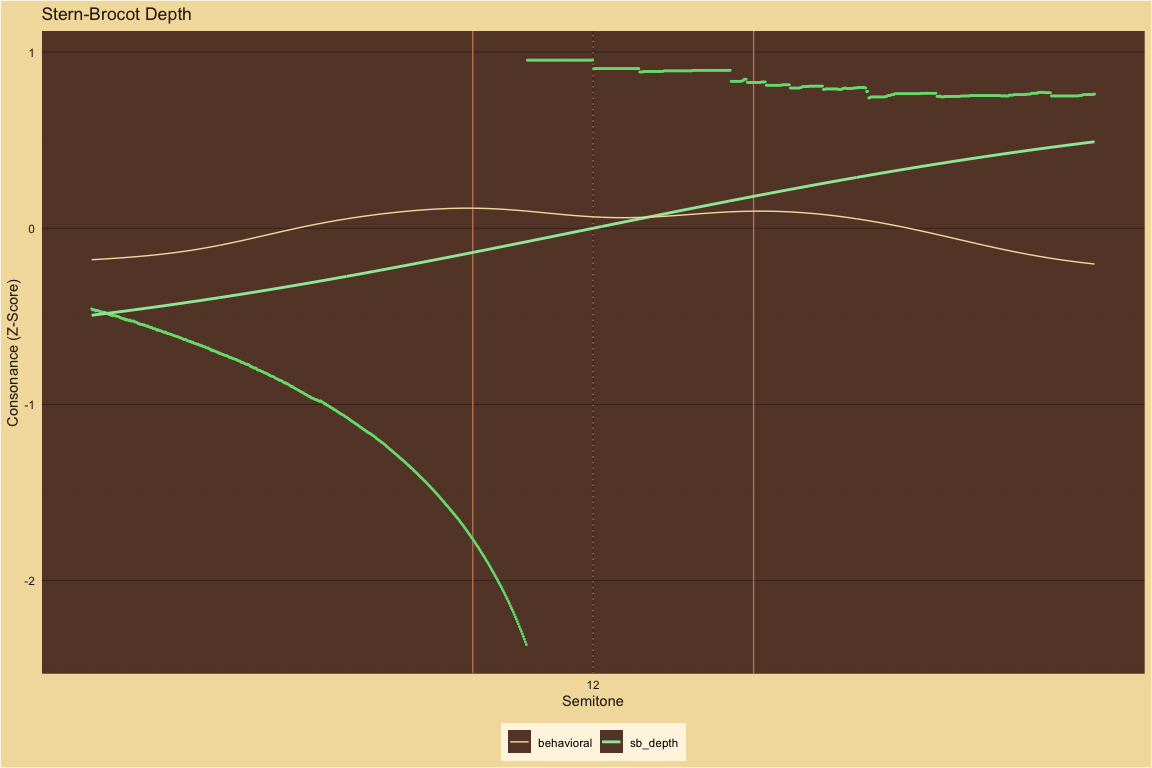 Stern-Brocot Depth
1
0
-1
-2
Consonance (Z-Score)
12
Semitone
behavioral
sb_depth